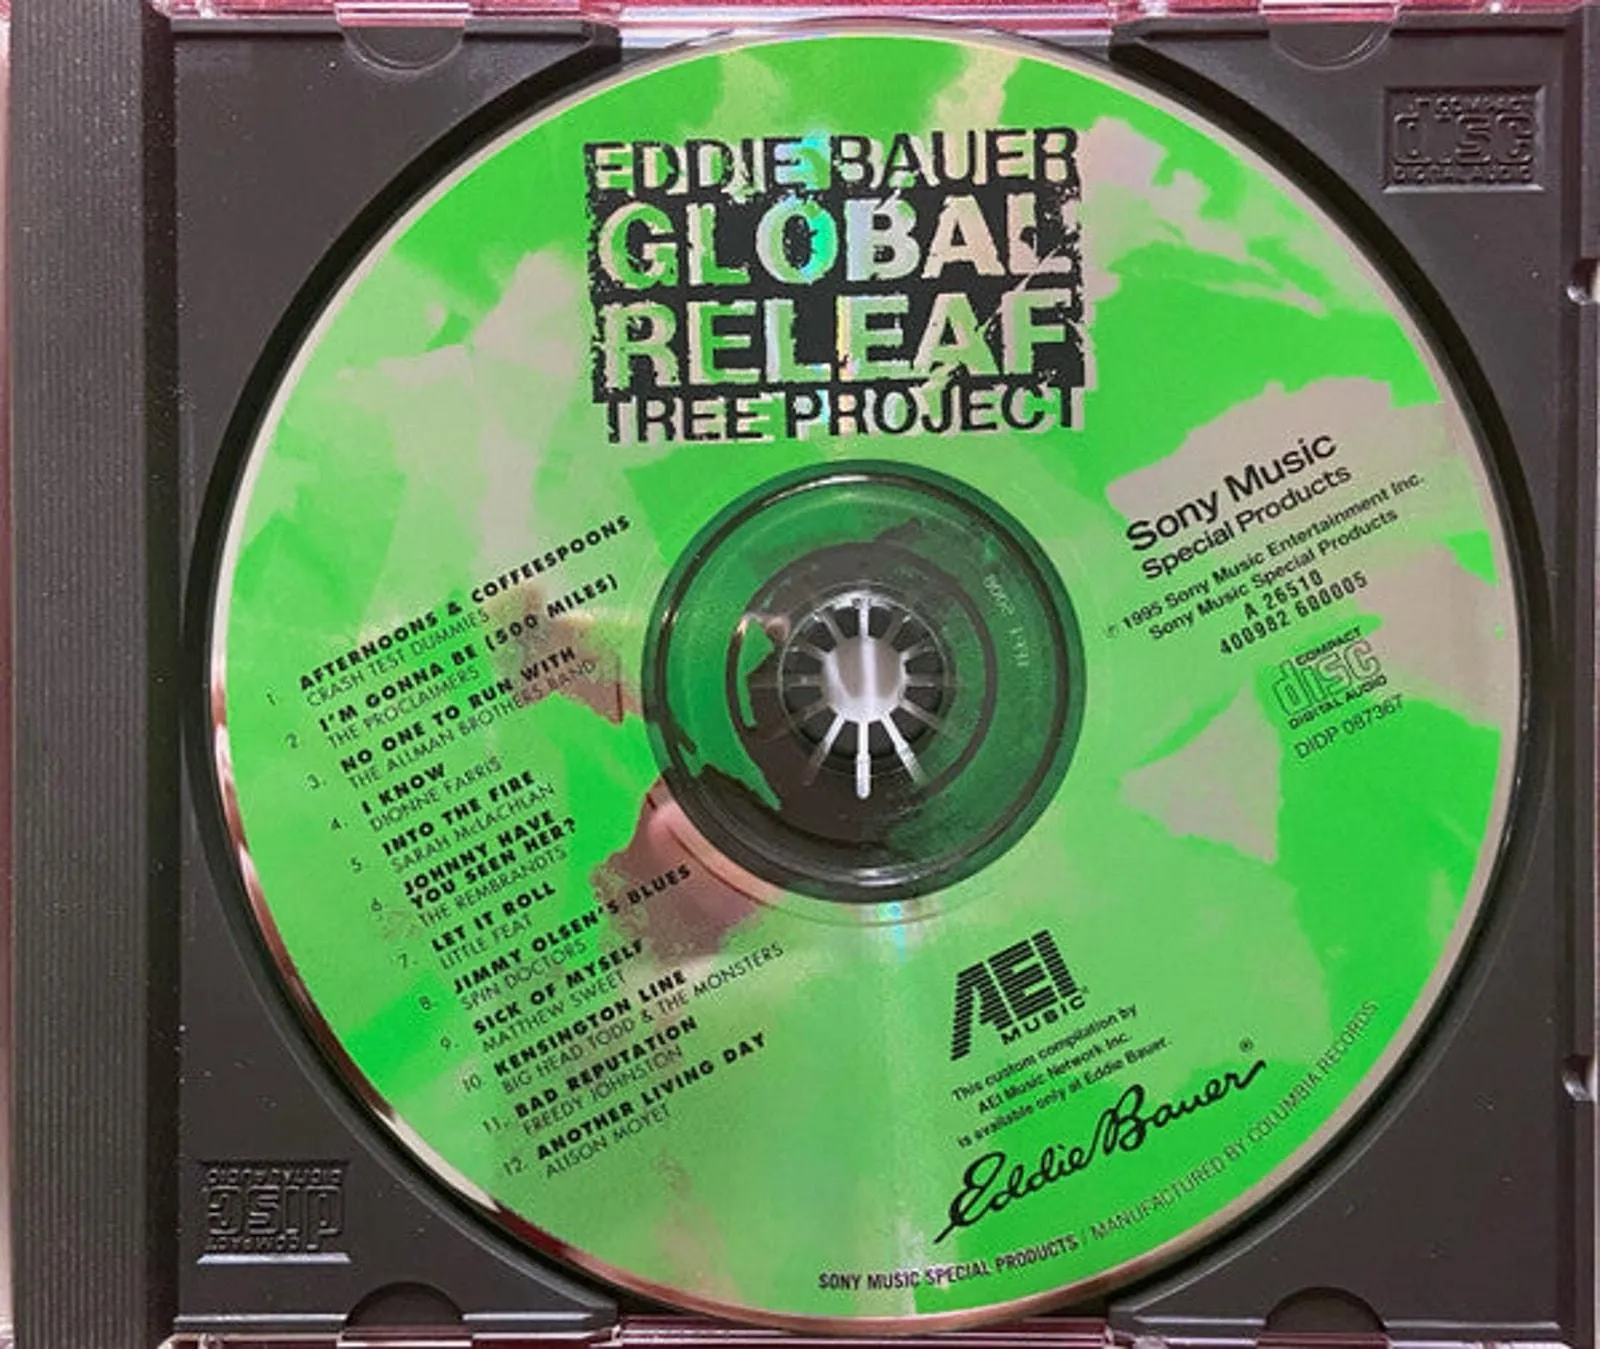 EDDIE BAUER
GLOBAL
RELEAF
TREE PROJECT
COMPACT
disc
DIGITAL AUDIO
Sony Music
Special Products
℗ 1995 Sony Music Entertainment Inc.
Sony Music Special Products
A 26510
400982 600005
COMPACT
disc
DIGITAL AUDIO
DIDP 087367
1. AFTERNOONS & COFFEESPOONS
CRASH TEST DUMMIES
2. I'M GONNA BE (500 MILES)
THE PROCLAIMERS
3. NO ONE TO RUN WITH
THE ALLMAN BROTHERS BAND
4. I KNOW
DIONNE FARRIS
5. INTO THE FIRE
SARAH McLACHLAN
6. JOHNNY HAVE
YOU SEEN HER?
THE REMBRANDTS
7. LET IT ROLL
LITTLE FEAT
8. JIMMY OLSEN'S BLUES
SPIN DOCTORS
9. SICK OF MYSELF
MATTHEW SWEET
10. KENSINGTON LINE
BIG HEAD TODD & THE MONSTERS
11. BAD REPUTATION
FREEDY JOHNSTON
12. ANOTHER LIVING DAY
ALISON MOYET
AEI
MUSIC
This custom compilation by
AEI Music Network Inc.
is available only at Eddie Bauer.
Eddie Bauer®
SONY MUSIC SPECIAL PRODUCTS / MANUFACTURED BY COLUMBIA RECORDS
COMPACT
disc
DIGITAL AUDIO